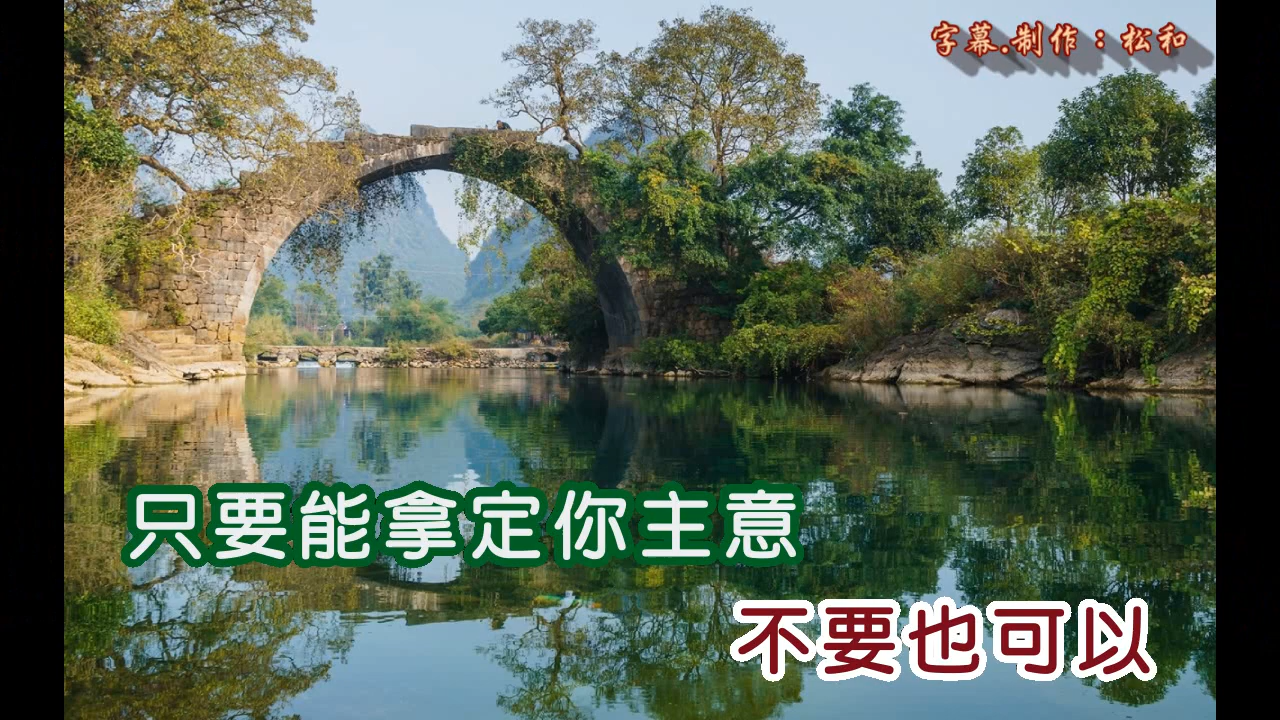 字幕.制作：松和
只要能拿定你主意
不要也可以